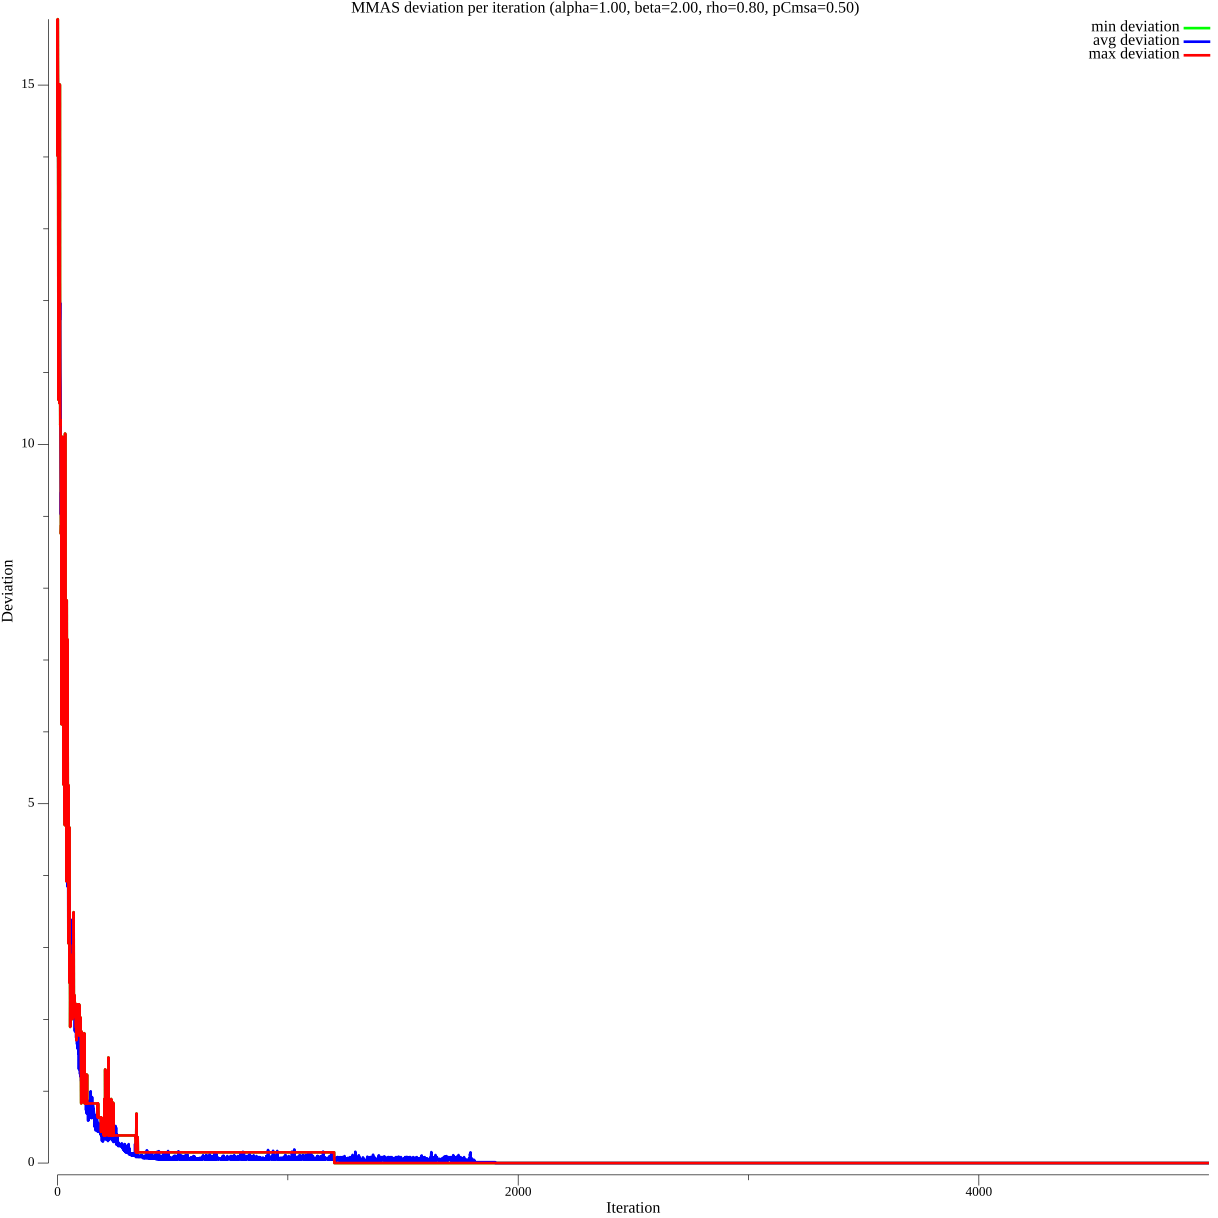 MMAS deviation per iteration (alpha=1.00, beta=2.00, rho=0.80, pCmsa=0.50)
min deviation
avg deviation
max deviation
15
10
5
0
Deviation
0
2000
4000
Iteration